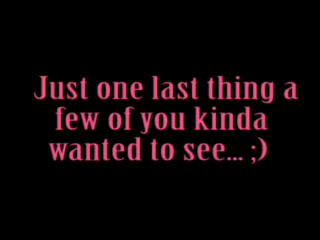 Just one last thing a
few of you kinda
wanted to see... ;)